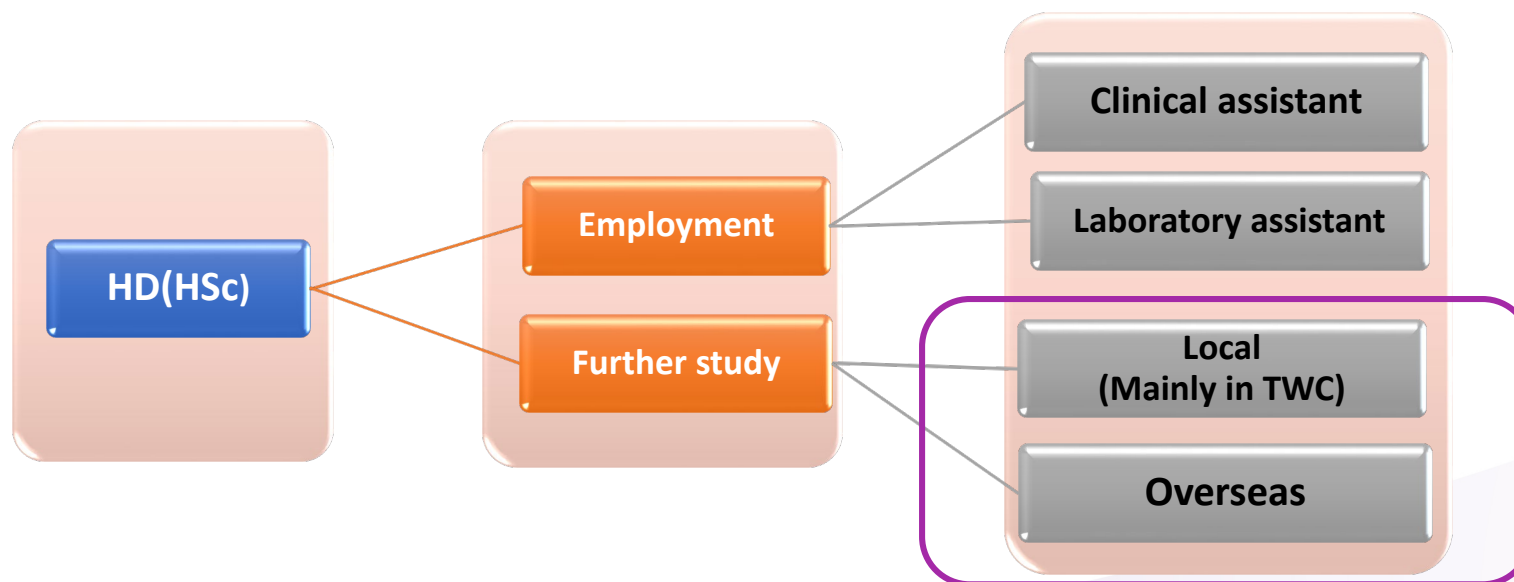 HD(HSc)
Employment
Further study
Clinical assistant
Laboratory assistant
Local
(Mainly in TWC)
Overseas